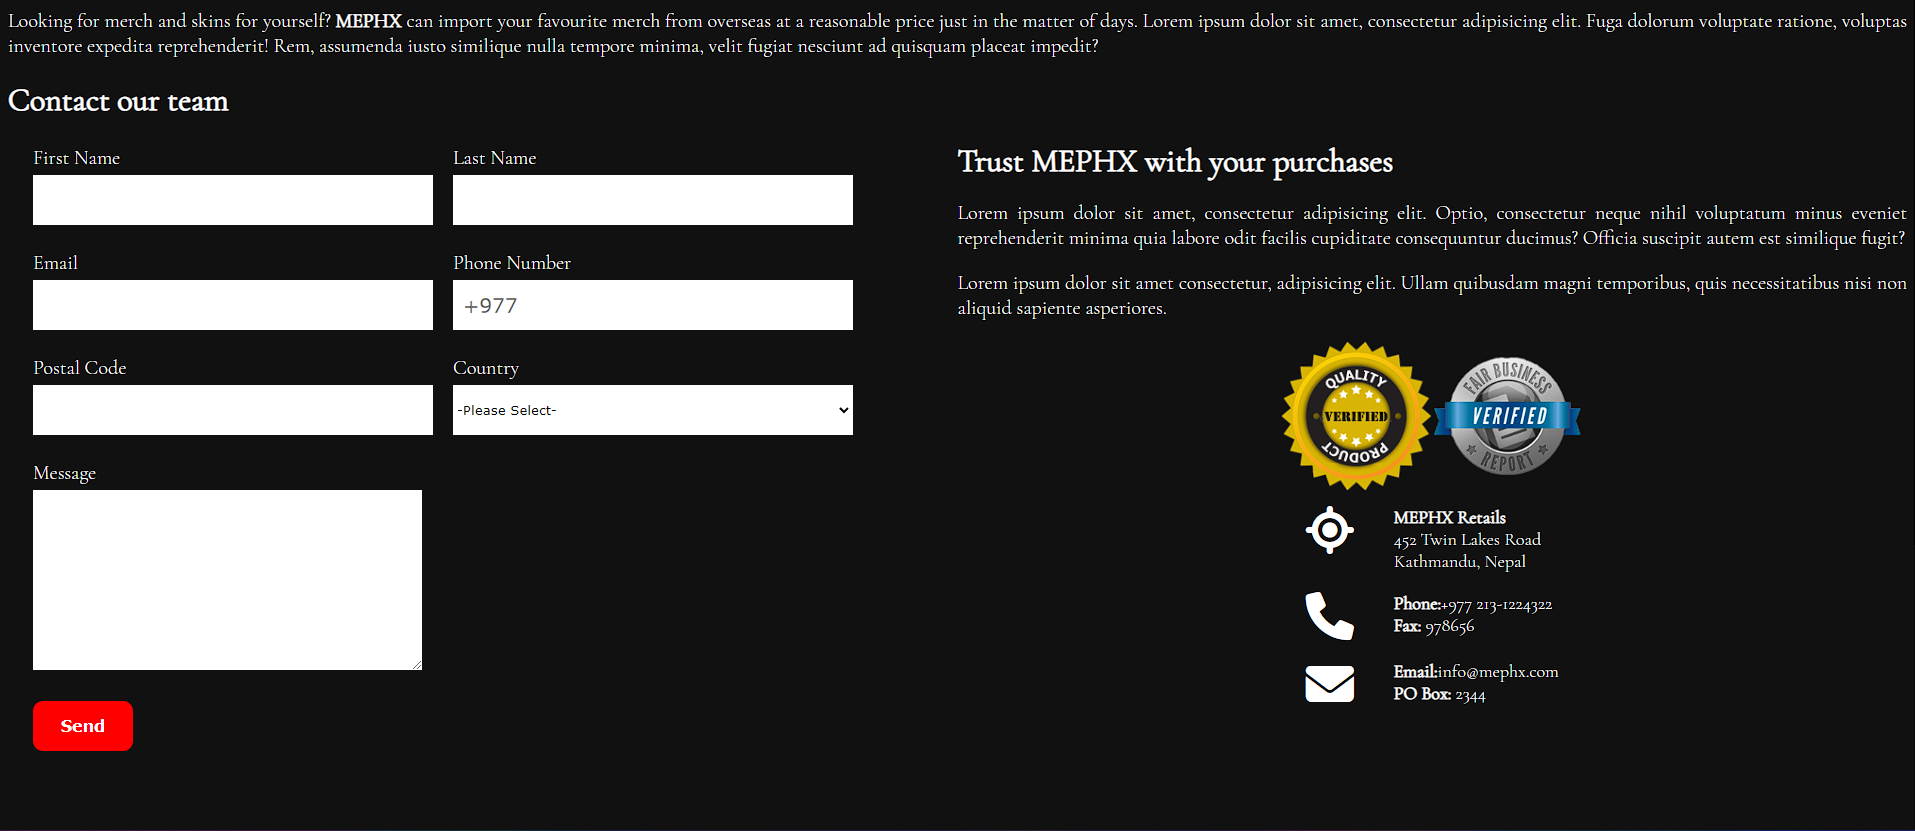 Looking for merch and skins for yourself? MEPHX can import your favourite merch from overseas at a reasonable price just in the matter of days. Lorem ipsum dolor sit amet, consectetur adipisicing elit. Fuga dolorum voluptate ratione, voluptas
inventore expedita reprehenderit! Rem, assumenda iusto similique nulla tempore minima, velit fugiat nesciunt ad quisquam placeat impedit?
Contact our team
First Name
Last Name
Email
Phone Number
+977
Postal Code
Country
-Please Select-
Message
Send
Trust MEPHX with your purchases
Lorem ipsum dolor sit amet, consectetur adipisicing elit. Optio, consectetur neque nihil voluptatum minus eveniet
reprehenderit minima quia labore odit facilis cupiditate consequuntur ducimus? Officia suscipit autem est similique fugit?
Lorem ipsum dolor sit amet consectetur, adipisicing elit. Ullam quibusdam magni temporibus, quis necessitatibus nisi non
aliquid sapiente asperiores.
QUALITY
VERIFIED
PRODUCT
FAIR BUSINESS
VERIFIED
REPORT
MEPHX Retails
452 Twin Lakes Road
Kathmandu, Nepal
Phone:+977 213-1224322
Fax: 978656
Email:info@mephx.com
PO Box: 2344